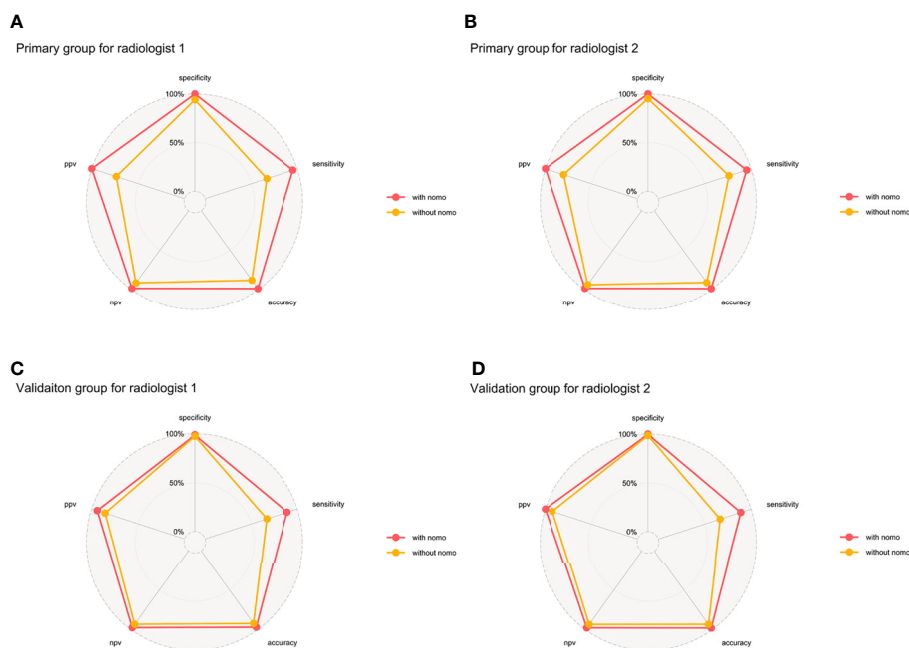 A
Primary group for radiologist 1
specificity
100%
50%
0%
sensitivity
ppv
npv
accuracy
with nomo
without nomo
B
Primary group for radiologist 2
specificity
100%
50%
0%
sensitivity
ppv
npv
accuracy
with nomo
without nomo
C
Validaiton group for radiologist 1
specificity
100%
50%
0%
sensitivity
ppv
npv
accuracy
with nomo
without nomo
D
Validation group for radiologist 2
specificity
100%
50%
0%
sensitivity
ppv
npv
accuracy
with nomo
without nomo